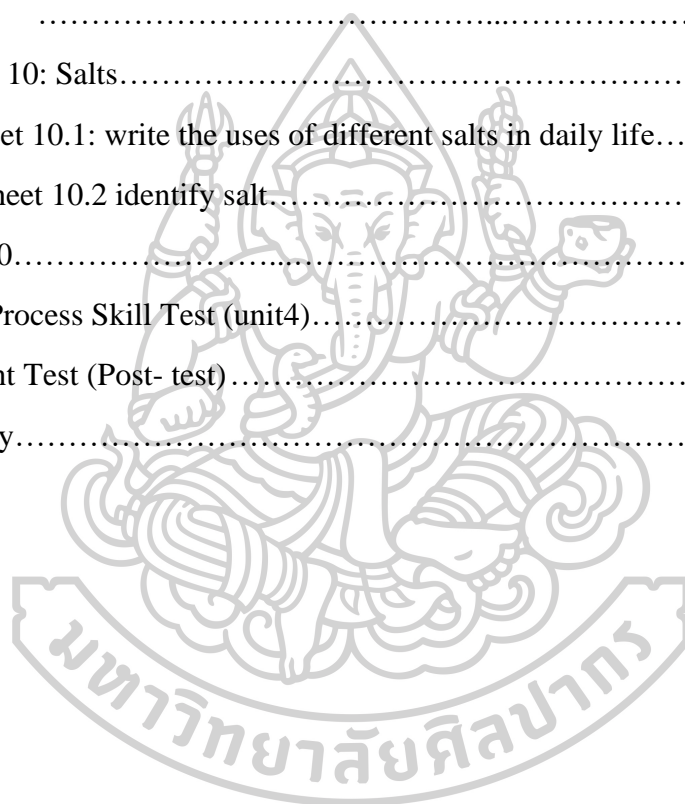 …………………………………...………………
10: Salts………………………………………………
et 10.1: write the uses of different salts in daily life…
heet 10.2 identify salt…………………………………
0……………………..…………………………………
Process Skill Test (unit4)………………………………
nt Test (Post- test)……………………………………
y…………………………………………………………
มหาวิทยาลัยศิลปากร